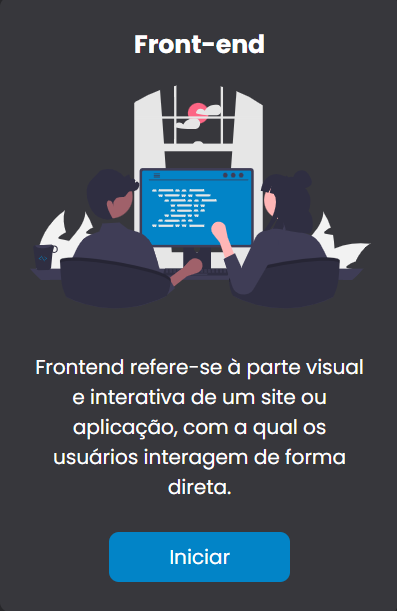 Front-end
Frontend refere-se à parte visual
e interativa de um site ou
aplicação, com a qual os
usuários interagem de forma
direta.
Iniciar